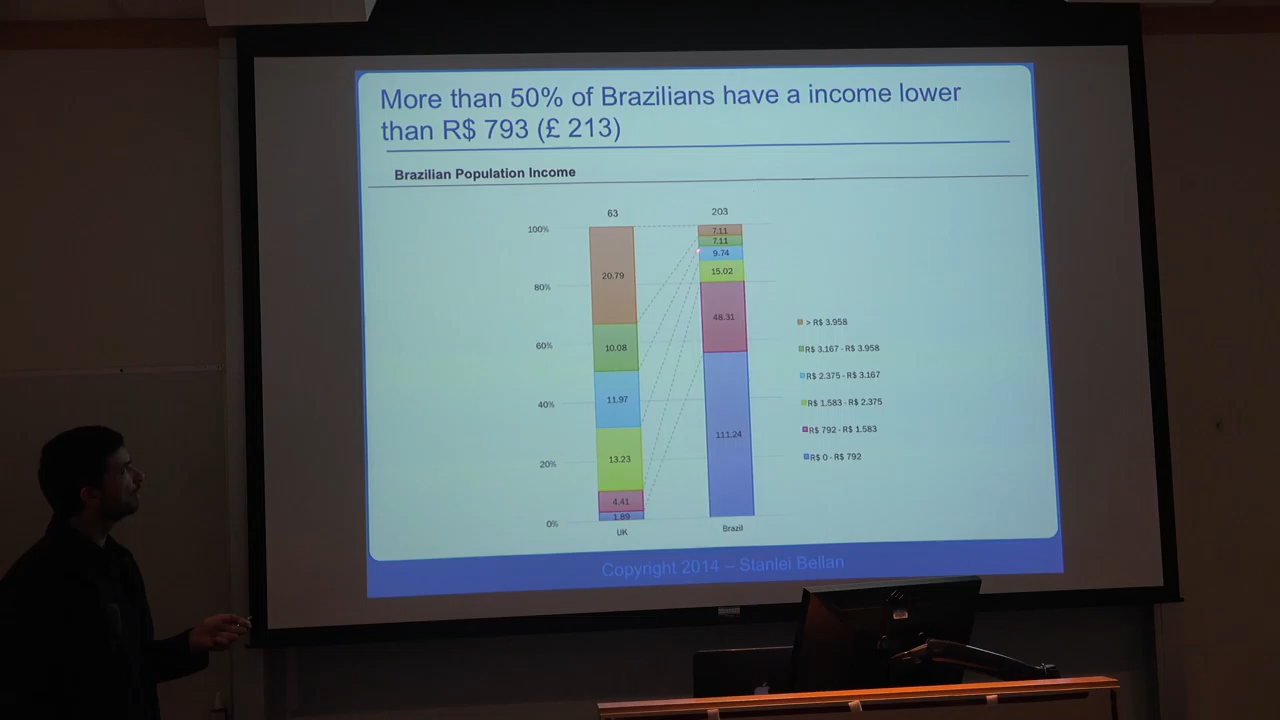 More than 50% of Brazilians have a income lower
than R$ 793 (£ 213)
Brazilian Population Income
63
203
100%
80%
60%
40%
20%
0%
20.79
10.08
11.97
13.23
4.41
1.89
UK
7.11
7.11
9.74
15.02
48.31
111.24
Brazil
> R$ 3.958
R$ 3.167 - R$ 3.958
R$ 2.375 - R$ 3.167
R$ 1.583 - R$ 2.375
R$ 792 - R$ 1.583
R$ 0 - R$ 792
Copyright 2014 – Stanlei Bellan